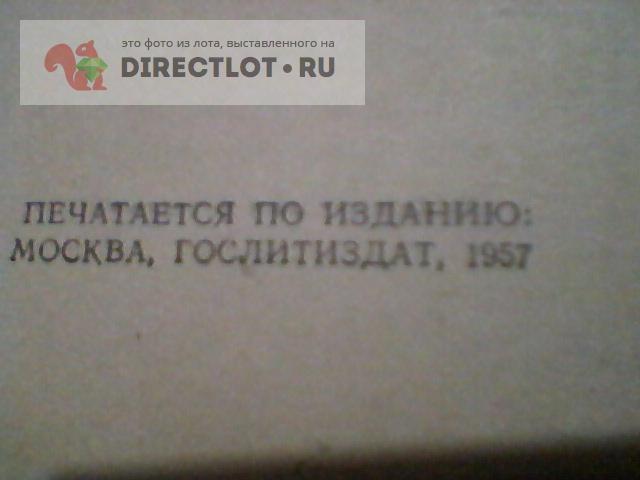 это фото из лота, выставленного на
DIRECTLOT.RU
ПЕЧАТАЕТСЯ ПО ИЗДАНИЮ:
МОСКВА, ГОСЛИТИЗДАТ, 1957